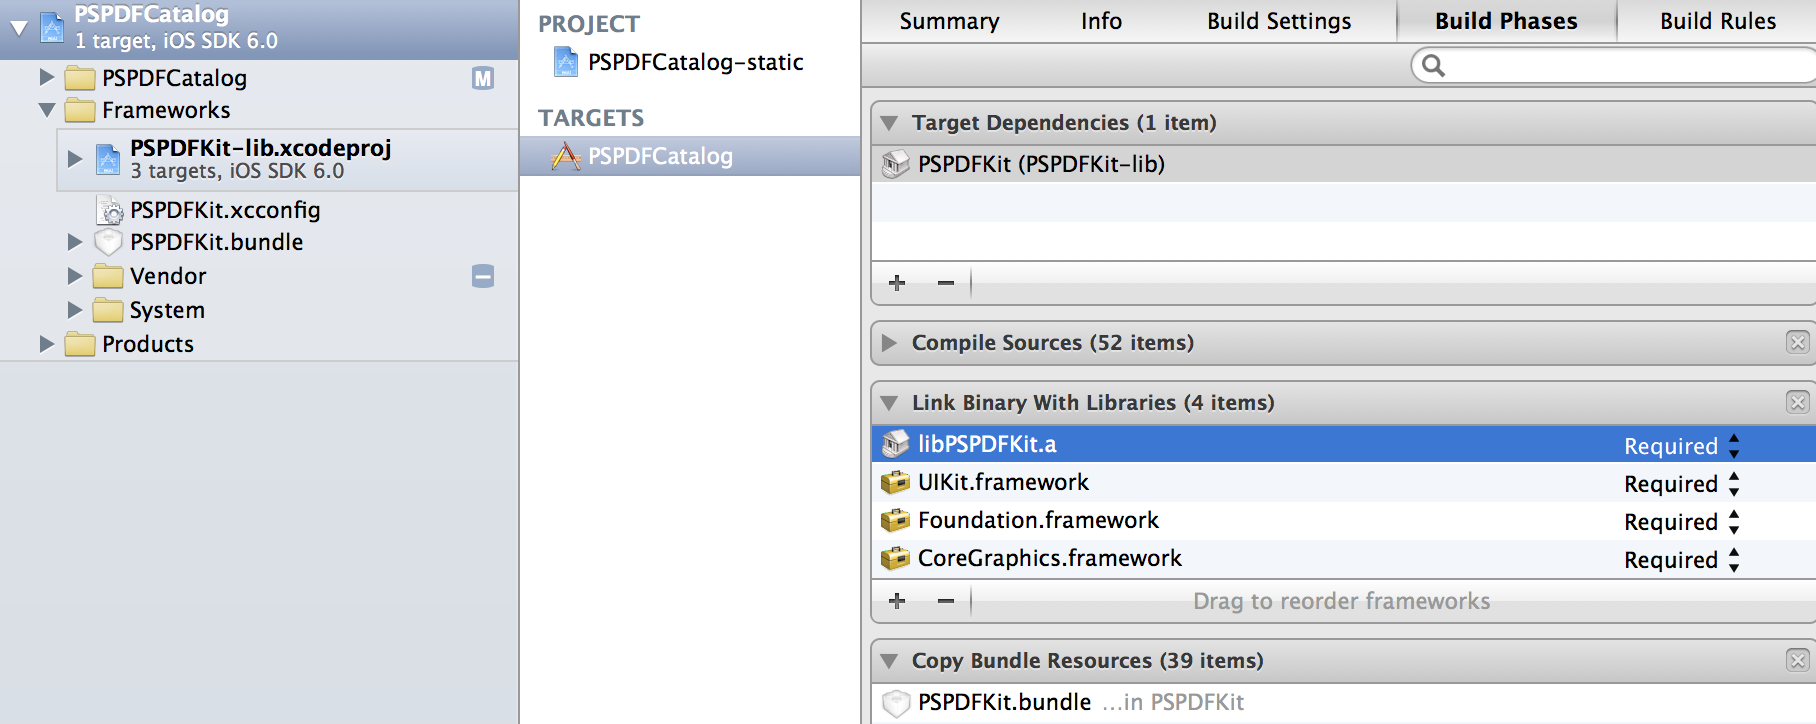 PSPDFCatalog
1 target, iOS SDK 6.0
PSPDFCatalog
M
Frameworks
PSPDFKit-lib.xcodeproj
3 targets, iOS SDK 6.0
PSPDFKit.xcconfig
PSPDFKit.bundle
Vendor
System
Products
PROJECT
PSPDFCatalog-static
TARGETS
PSPDFCatalog
Summary
Info
Build Settings
Build Phases
Build Rules
Target Dependencies (1 item)
PSPDFKit (PSPDFKit-lib)
Compile Sources (52 items)
Link Binary With Libraries (4 items)
libPSPDFKit.a Required
UIKit.framework Required
Foundation.framework Required
CoreGraphics.framework Required
Drag to reorder frameworks
Copy Bundle Resources (39 items)
PSPDFKit.bundle ...in PSPDFKit